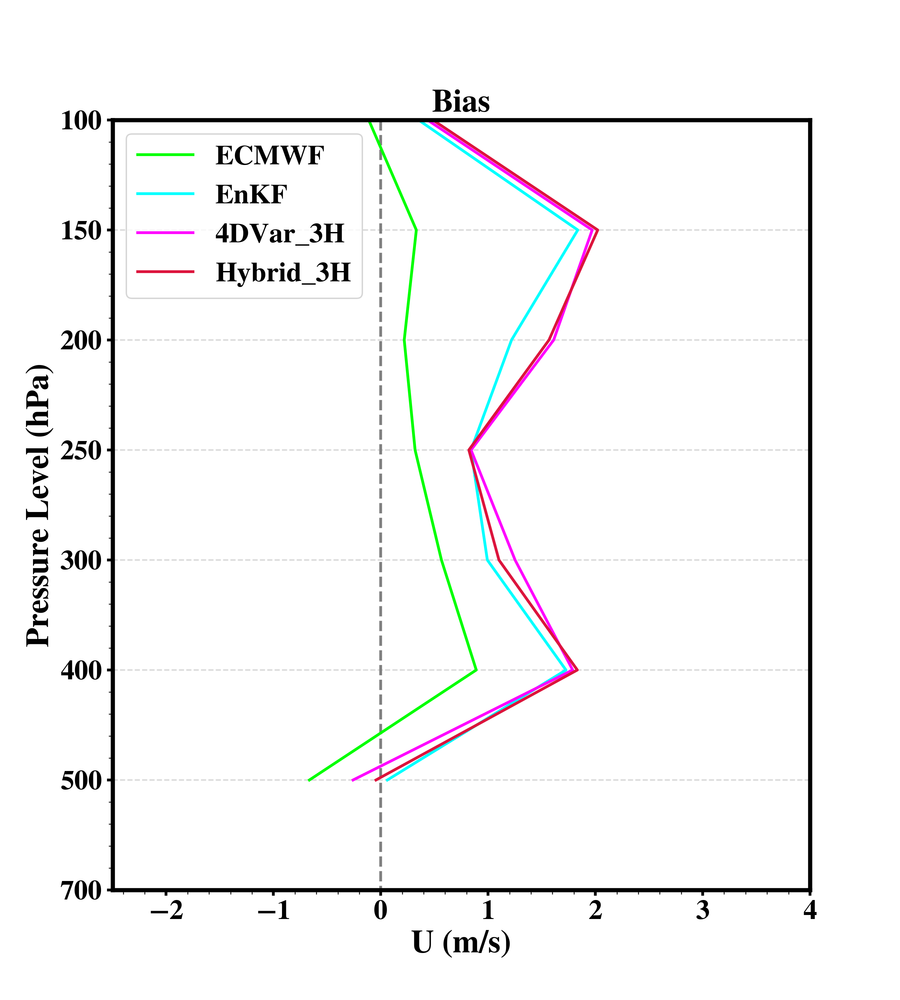 Bias
100
150
200
250
300
400
500
700
Pressure Level (hPa)
ECMWF
EnKF
4DVar_3H
Hybrid_3H
−2 −1 0 1 2 3 4
U (m/s)